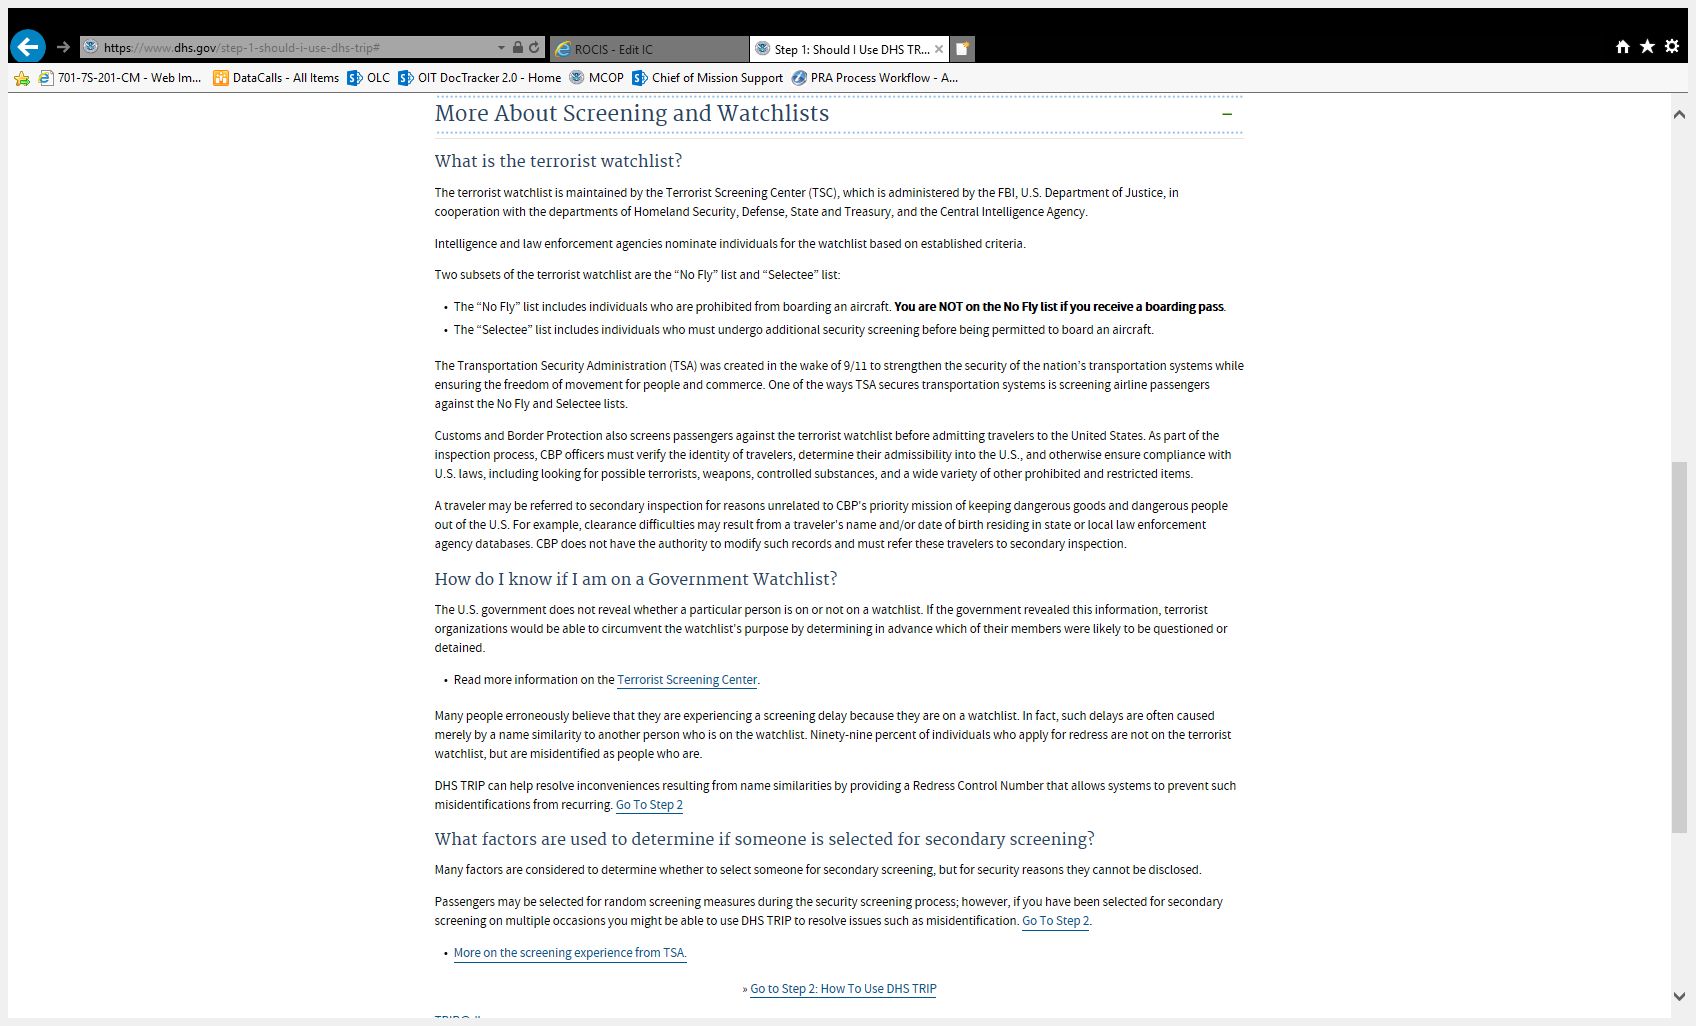 https://www.dhs.gov/step-1-should-i-use-dhs-trip#
ROCIS - Edit IC
Step 1: Should I Use DHS TR...
701-7S-201-CM - Web Im...
DataCalls - All Items
OLC
OIT DocTracker 2.0 - Home
MCOP
Chief of Mission Support
PRA Process Workflow - A...
More About Screening and Watchlists
What is the terrorist watchlist?
The terrorist watchlist is maintained by the Terrorist Screening Center (TSC), which is administered by the FBI, U.S. Department of Justice, in
cooperation with the departments of Homeland Security, Defense, State and Treasury, and the Central Intelligence Agency.
Intelligence and law enforcement agencies nominate individuals for the watchlist based on established criteria.
Two subsets of the terrorist watchlist are the “No Fly” list and “Selectee” list:
• The “No Fly” list includes individuals who are prohibited from boarding an aircraft. You are NOT on the No Fly list if you receive a boarding pass.
• The “Selectee” list includes individuals who must undergo additional security screening before being permitted to board an aircraft.
The Transportation Security Administration (TSA) was created in the wake of 9/11 to strengthen the security of the nation’s transportation systems while
ensuring the freedom of movement for people and commerce. One of the ways TSA secures transportation systems is screening airline passengers
against the No Fly and Selectee lists.
Customs and Border Protection also screens passengers against the terrorist watchlist before admitting travelers to the United States. As part of the
inspection process, CBP officers must verify the identity of travelers, determine their admissibility into the U.S., and otherwise ensure compliance with
U.S. laws, including looking for possible terrorists, weapons, controlled substances, and a wide variety of other prohibited and restricted items.
A traveler may be referred to secondary inspection for reasons unrelated to CBP's priority mission of keeping dangerous goods and dangerous people
out of the U.S. For example, clearance difficulties may result from a traveler's name and/or date of birth residing in state or local law enforcement
agency databases. CBP does not have the authority to modify such records and must refer these travelers to secondary inspection.
How do I know if I am on a Government Watchlist?
The U.S. government does not reveal whether a particular person is on or not on a watchlist. If the government revealed this information, terrorist
organizations would be able to circumvent the watchlist’s purpose by determining in advance which of their members were likely to be questioned or
detained.
• Read more information on the Terrorist Screening Center.
Many people erroneously believe that they are experiencing a screening delay because they are on a watchlist. In fact, such delays are often caused
merely by a name similarity to another person who is on the watchlist. Ninety-nine percent of individuals who apply for redress are not on the terrorist
watchlist, but are misidentified as people who are.
DHS TRIP can help resolve inconveniences resulting from name similarities by providing a Redress Control Number that allows systems to prevent such
misidentifications from recurring. Go To Step 2
What factors are used to determine if someone is selected for secondary screening?
Many factors are considered to determine whether to select someone for secondary screening, but for security reasons they cannot be disclosed.
Passengers may be selected for random screening measures during the security screening process; however, if you have been selected for secondary
screening on multiple occasions you might be able to use DHS TRIP to resolve issues such as misidentification. Go To Step 2.
• More on the screening experience from TSA.
» Go to Step 2: How To Use DHS TRIP